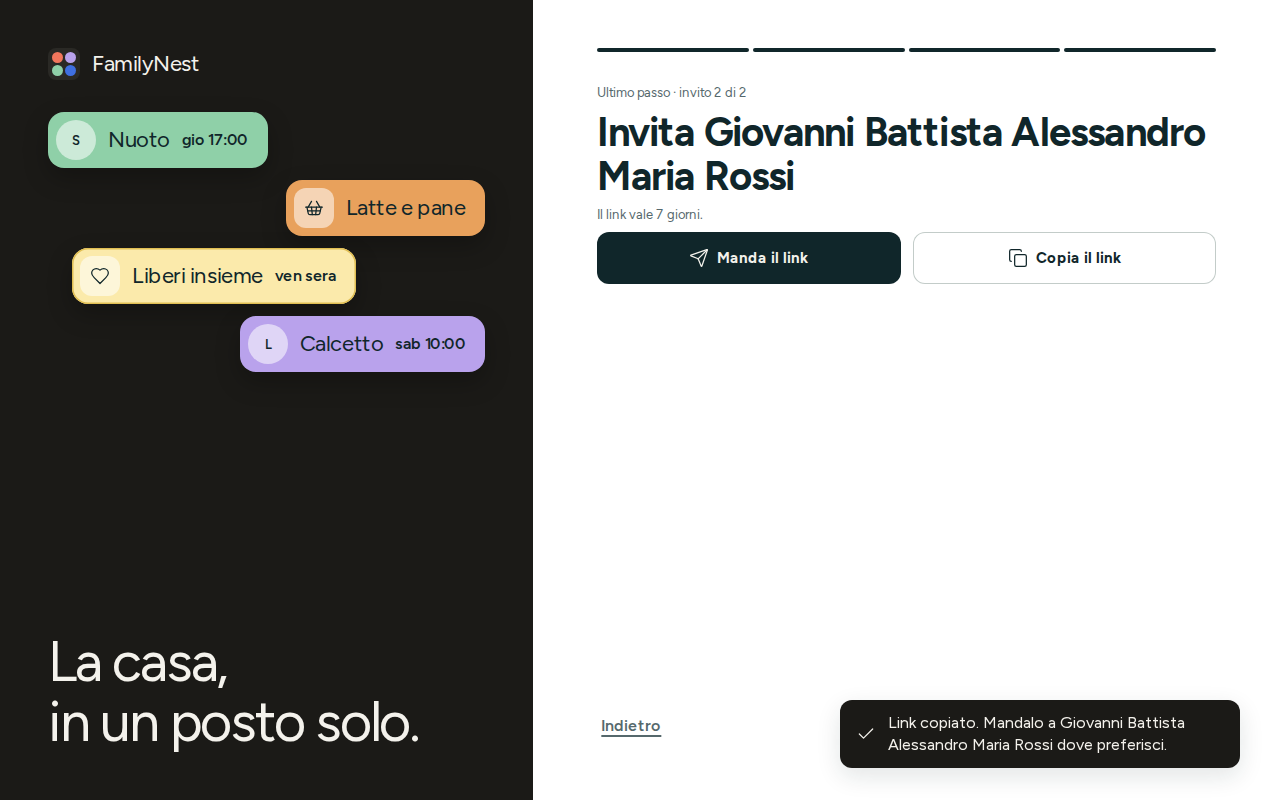 FamilyNest
S Nuoto gio 17:00
Latte e pane
Liberi insieme ven sera
L Calcetto sab 10:00
La casa,
in un posto solo.
Ultimo passo · invito 2 di 2
Invita Giovanni Battista Alessandro
Maria Rossi
Il link vale 7 giorni.
Manda il link
Copia il link
Indietro
Link copiato. Mandalo a Giovanni Battista
Alessandro Maria Rossi dove preferisci.